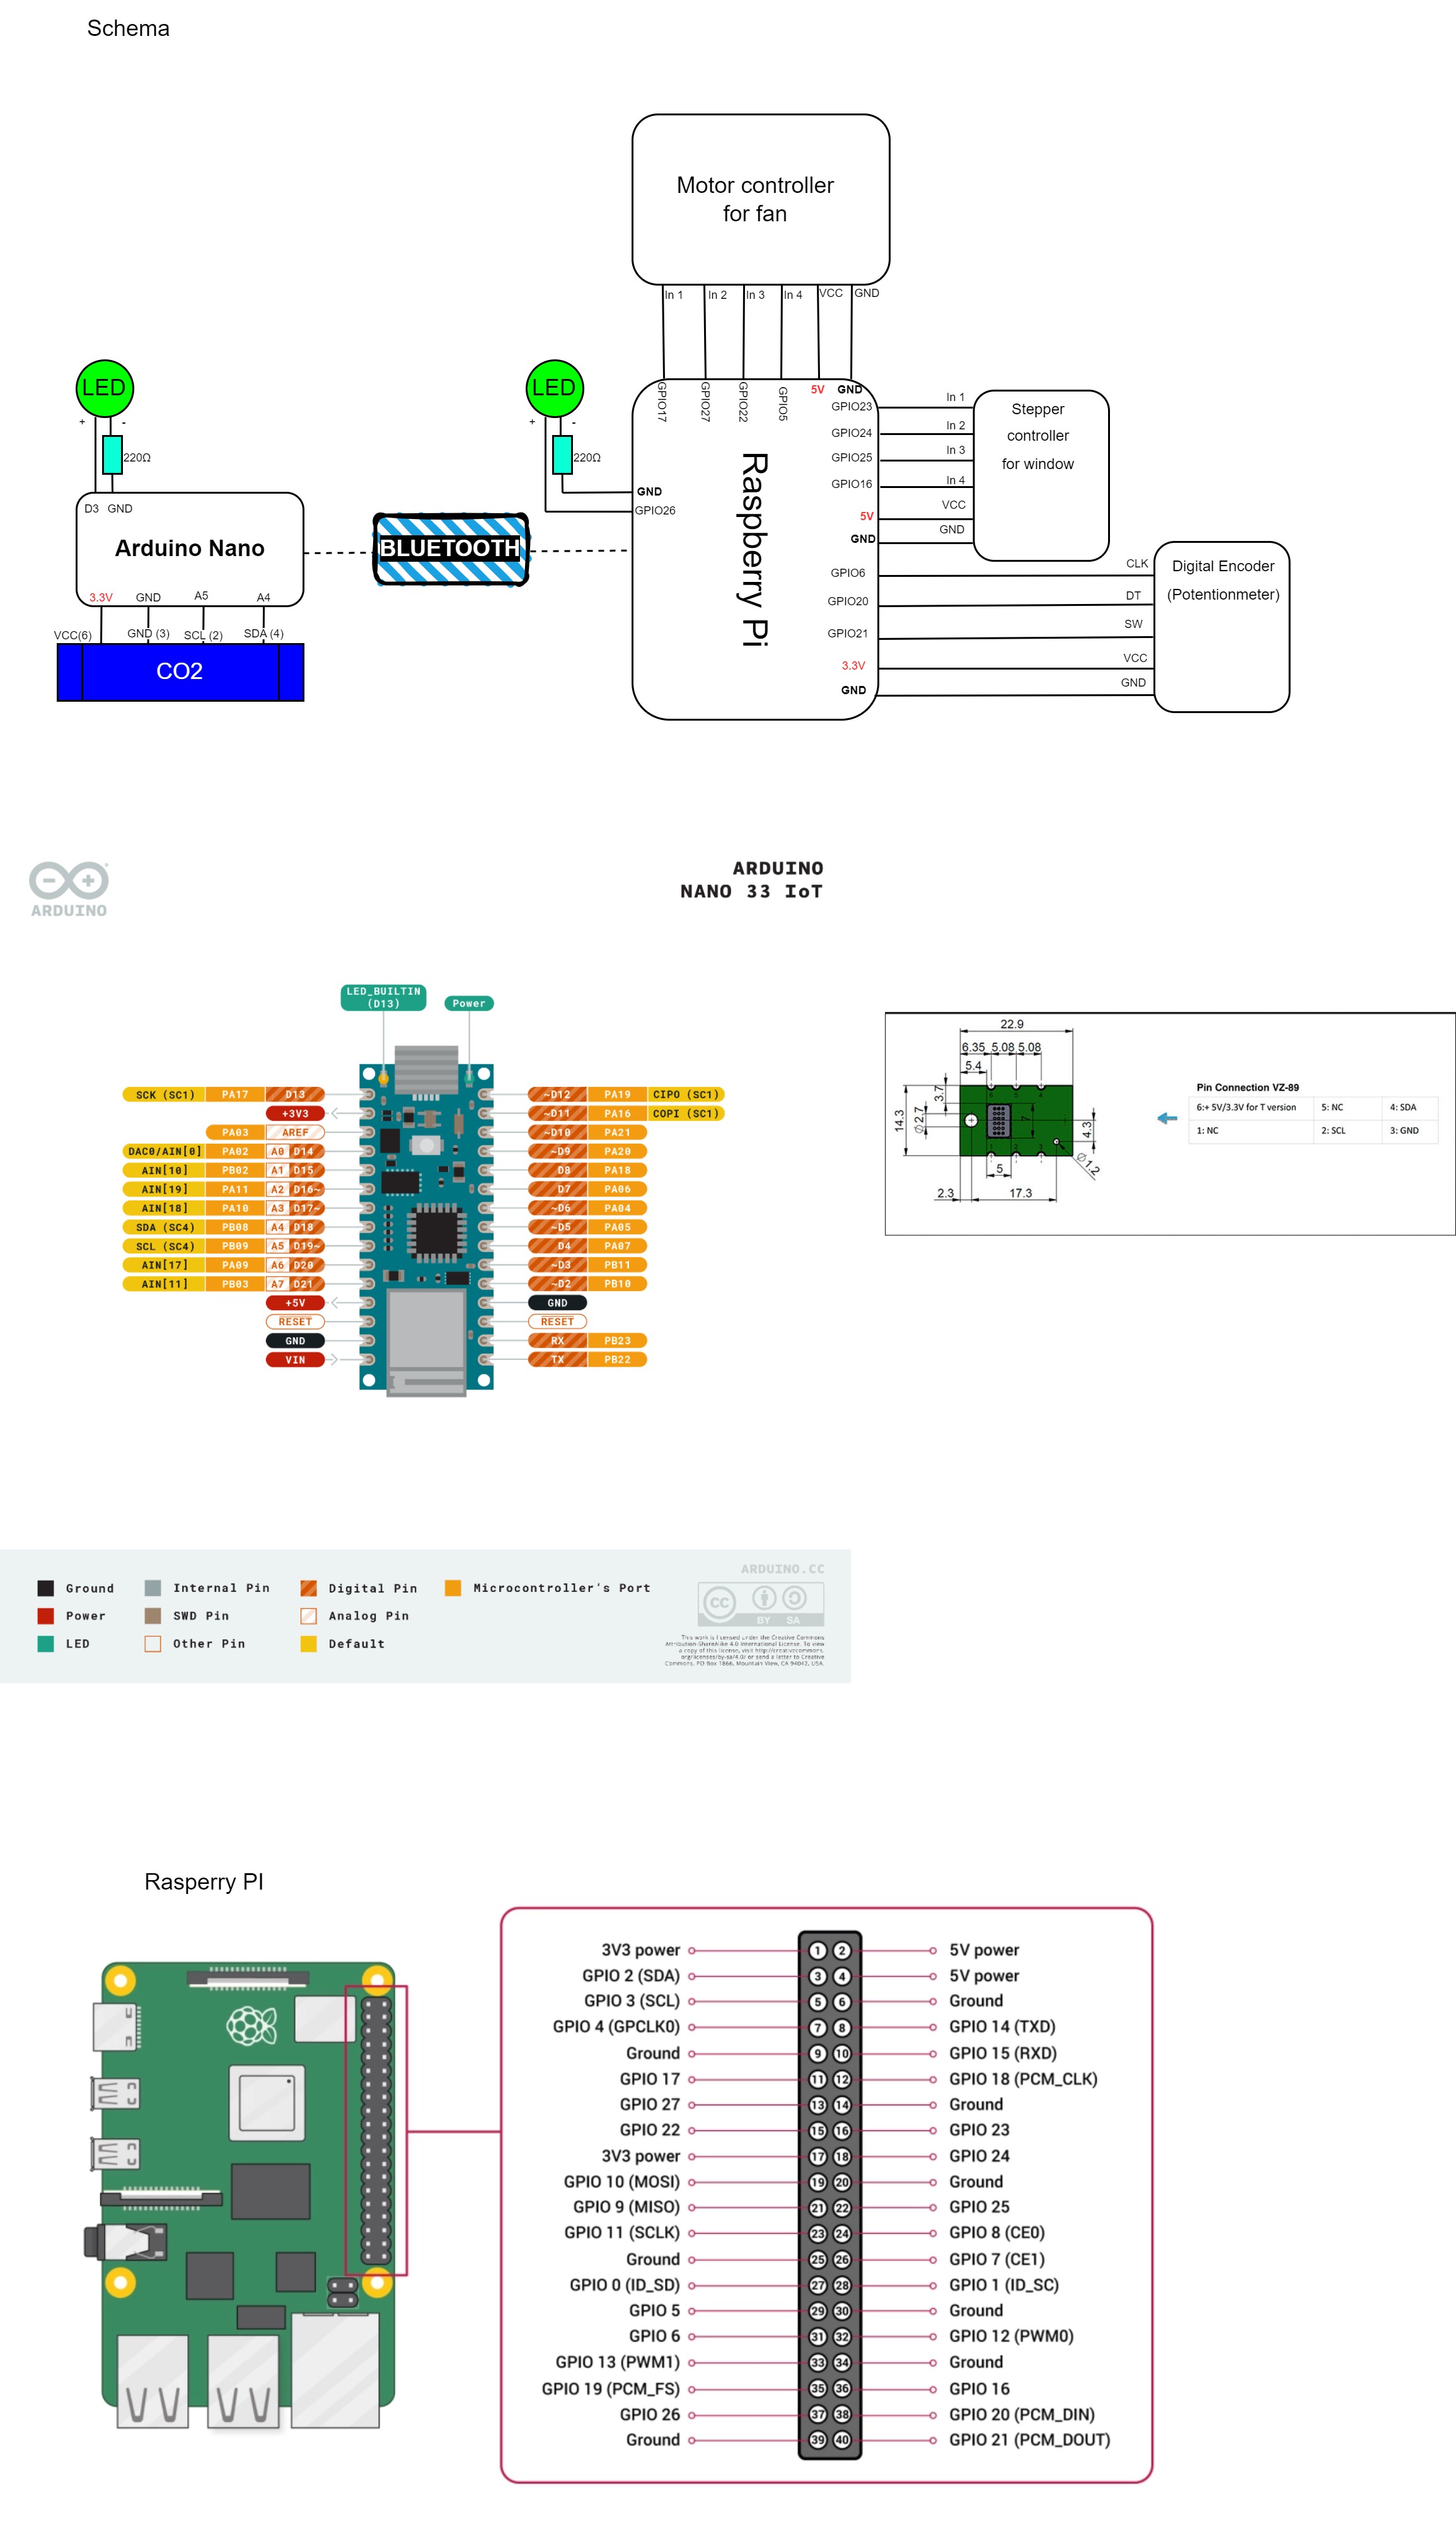 Schema
Motor controller
for fan
In 1
In 2
In 3
In 4
VCC
GND
GPIO17
GPIO27
GPIO22
GPIO5
5V
GND
LED
+
-
220Ω
D3
GND
Arduino Nano
3.3V
GND
A5
A4
VCC(6)
GND (3)
SCL (2)
SDA (4)
CO2
BLUETOOTH
LED
+
-
220Ω
GND
GPIO26
Raspberry Pi
GPIO23
GPIO24
GPIO25
GPIO16
5V
GND
GPIO6
GPIO20
GPIO21
3.3V
GND
In 1
In 2
In 3
In 4
VCC
GND
Stepper
controller
for window
CLK
DT
SW
VCC
GND
Digital Encoder
(Potentionmeter)
ARDUINO
ARDUINO
NANO 33 IoT
LED_BUILTIN
(D13)
Power
SCK (SC1) PA17 D13
+3V3
PA03 AREF
DAC0/AIN[0] PA02 A0 D14
AIN[10] PB02 A1 D15
AIN[19] PA11 A2 D16~
AIN[18] PA10 A3 D17~
SDA (SC4) PB08 A4 D18
SCL (SC4) PB09 A5 D19~
AIN[17] PA09 A6 D20
AIN[11] PB03 A7 D21
+5V
RESET
GND
VIN
~D12 PA19 CIPO (SC1)
~D11 PA16 COPI (SC1)
~D10 PA21
~D9 PA20
D8 PA18
D7 PA06
~D6 PA04
~D5 PA05
D4 PA07
~D3 PB11
~D2 PB10
GND
RESET
RX PB23
TX PB22
22.9
6.35 5.08 5.08
5.4
3.7
14.3
Ø2.7
7
4.3
Ø1.2
5
2.3
17.3
6 5 4
1 2 3
Pin Connection VZ-89
6:+ 5V/3.3V for T version 5: NC 4: SDA
1: NC 2: SCL 3: GND
Ground
Power
LED
Internal Pin
SWD Pin
Other Pin
Digital Pin
Analog Pin
Default
Microcontroller's Port
ARDUINO.CC
CC
BY SA
This work is licensed under the Creative Commons
Attribution-ShareAlike 4.0 International License. To view
a copy of this license, visit http://creativecommons.
org/licenses/by-sa/4.0/ or send a letter to Creative
Commons, PO Box 1866, Mountain View, CA 94042, USA.
Rasperry PI
3V3 power 1 2 5V power
GPIO 2 (SDA) 3 4 5V power
GPIO 3 (SCL) 5 6 Ground
GPIO 4 (GPCLK0) 7 8 GPIO 14 (TXD)
Ground 9 10 GPIO 15 (RXD)
GPIO 17 11 12 GPIO 18 (PCM_CLK)
GPIO 27 13 14 Ground
GPIO 22 15 16 GPIO 23
3V3 power 17 18 GPIO 24
GPIO 10 (MOSI) 19 20 Ground
GPIO 9 (MISO) 21 22 GPIO 25
GPIO 11 (SCLK) 23 24 GPIO 8 (CE0)
Ground 25 26 GPIO 7 (CE1)
GPIO 0 (ID_SD) 27 28 GPIO 1 (ID_SC)
GPIO 5 29 30 Ground
GPIO 6 31 32 GPIO 12 (PWM0)
GPIO 13 (PWM1) 33 34 Ground
GPIO 19 (PCM_FS) 35 36 GPIO 16
GPIO 26 37 38 GPIO 20 (PCM_DIN)
Ground 39 40 GPIO 21 (PCM_DOUT)